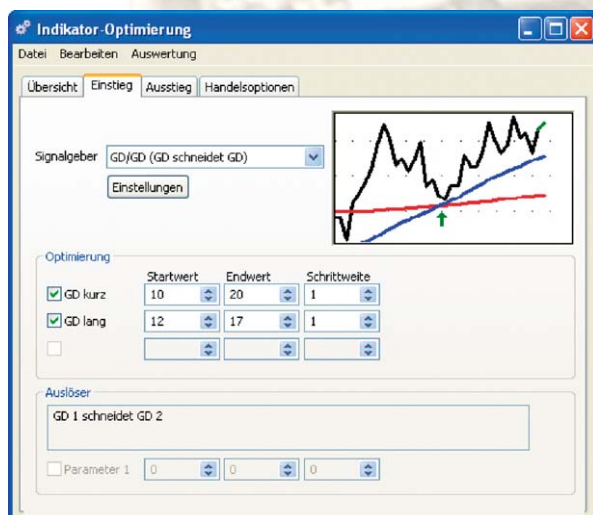 Indikator-Optimierung
Datei Bearbeiten Auswertung
Übersicht Einstieg Ausstieg Handelsoptionen
Signalgeber GD/GD (GD schneidet GD)
Einstellungen
Optimierung
Startwert Endwert Schrittweite
GD kurz 10 20 1
GD lang 12 17 1
Auslöser
GD 1 schneidet GD 2
Parameter 1 0 0 0